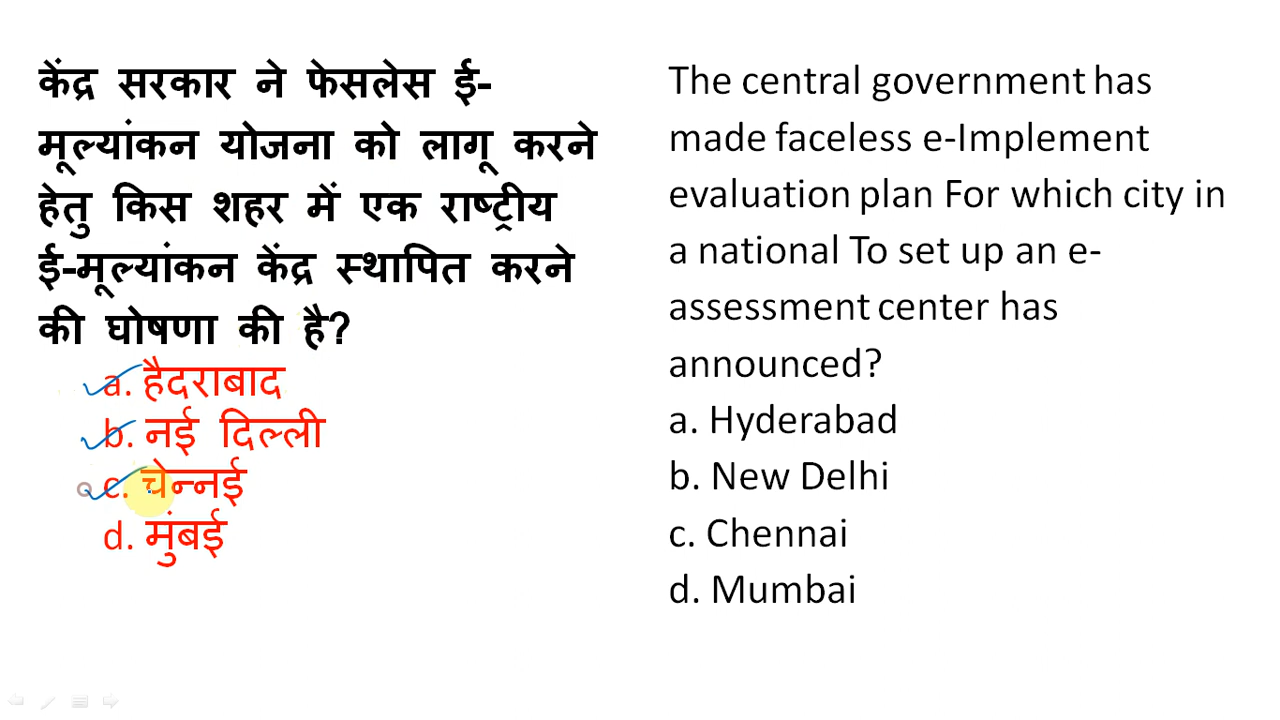 केंद्र सरकार ने फेसलेस ई-
मूल्यांकन योजना को लागू करने
हेतु किस शहर में एक राष्ट्रीय
ई-मूल्यांकन केंद्र स्थापित करने
की घोषणा की है?
a. हैदराबाद
b. नई दिल्ली
c. चेन्नई
d. मुंबई
The central government has
made faceless e-Implement
evaluation plan For which city in
a national To set up an e-
assessment center has
announced?
a. Hyderabad
b. New Delhi
c. Chennai
d. Mumbai